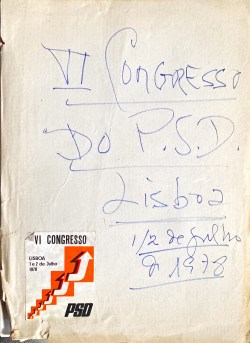 VI CONGRESSO
DO P.S.D.
Lisboa
1/2 de Julho
de 1978
VI CONGRESSO
LISBOA
1 e 2 de Julho
1978
PSD